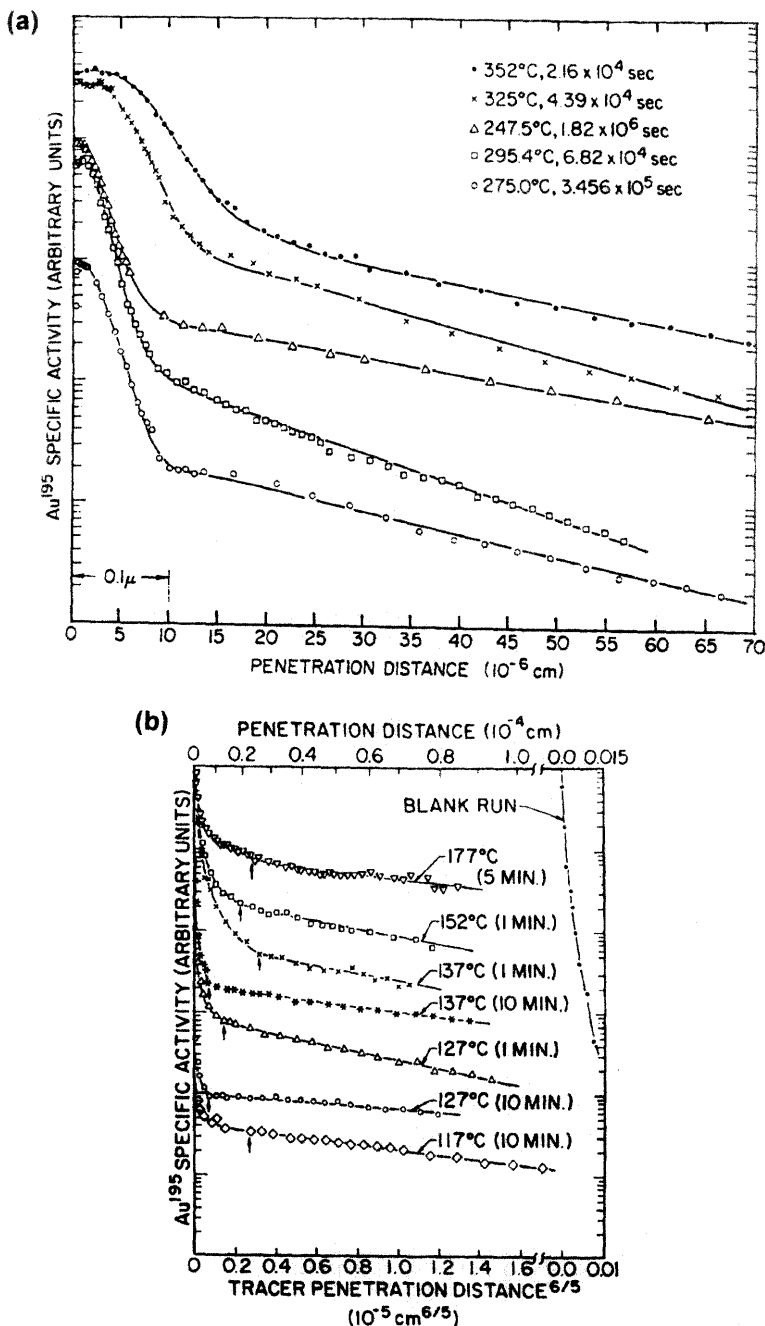 (a)
Au195 SPECIFIC ACTIVITY (ARBITRARY UNITS)
• 352°C, 2.16 x 10⁴ sec
× 325°C, 4.39 x 10⁴ sec
△ 247.5°C, 1.82 x 10⁶ sec
□ 295.4°C, 6.82 x 10⁴ sec
○ 275.0°C, 3.456 x 10⁵ sec
0.1μ
0 5 10 15 20 25 30 35 40 45 50 55 60 65 70
PENETRATION DISTANCE (10⁻⁶ cm)
(b)
PENETRATION DISTANCE (10⁻⁴ cm)
0 0.2 0.4 0.6 0.8 1.0 0.0 0.015
Au195 SPECIFIC ACTIVITY (ARBITRARY UNITS)
BLANK RUN
177°C
(5 MIN.)
152°C (1 MIN.)
137°C (1 MIN.)
137°C (10 MIN.)
127°C (1 MIN.)
127°C (10 MIN.)
117°C (10 MIN.)
0 0.2 0.4 0.6 0.8 1.0 1.2 1.4 1.6 0.0 0.01
TRACER PENETRATION DISTANCE⁶/⁵
(10⁻⁵ cm⁶/⁵)